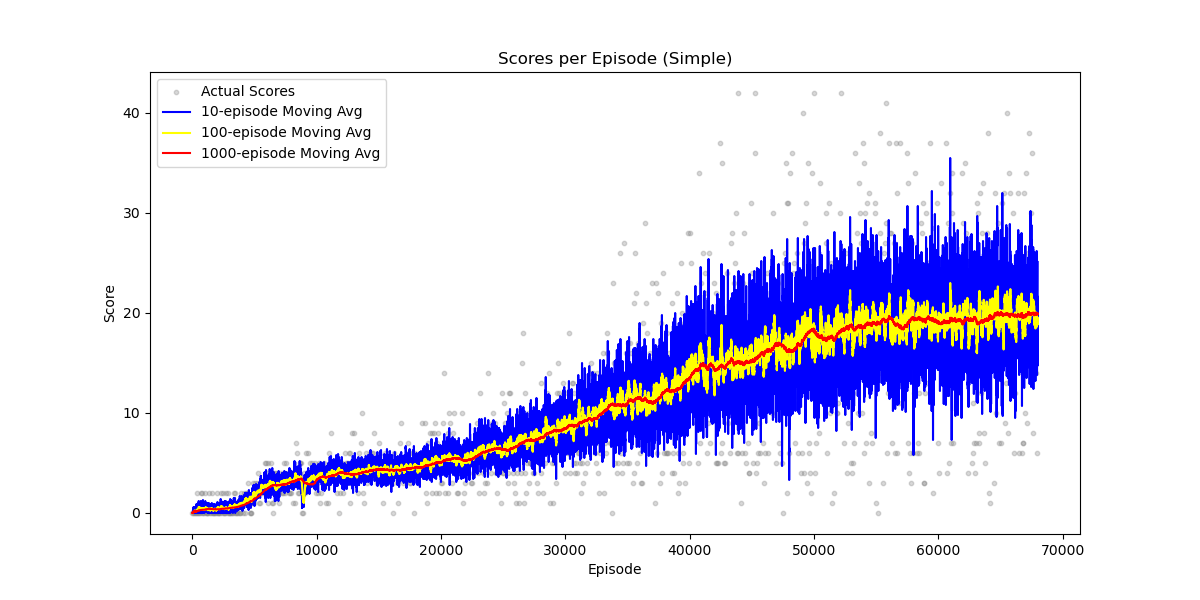 Scores per Episode (Simple)
Actual Scores
10-episode Moving Avg
100-episode Moving Avg
1000-episode Moving Avg
40
30
20
10
0
Score
0 10000 20000 30000 40000 50000 60000 70000
Episode